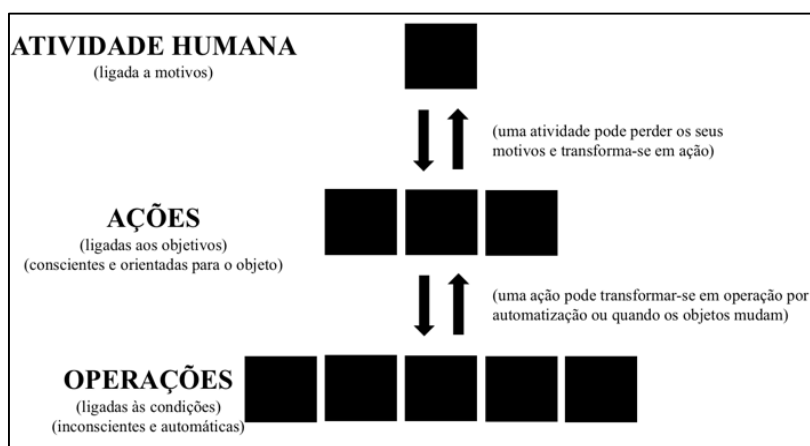 ATIVIDADE HUMANA
(ligada a motivos)
(uma atividade pode perder os seus
motivos e transforma-se em ação)
AÇÕES
(ligadas aos objetivos)
(conscientes e orientadas para o objeto)
(uma ação pode transformar-se em operação por
automatização ou quando os objetos mudam)
OPERAÇÕES
(ligadas às condições)
(inconscientes e automáticas)